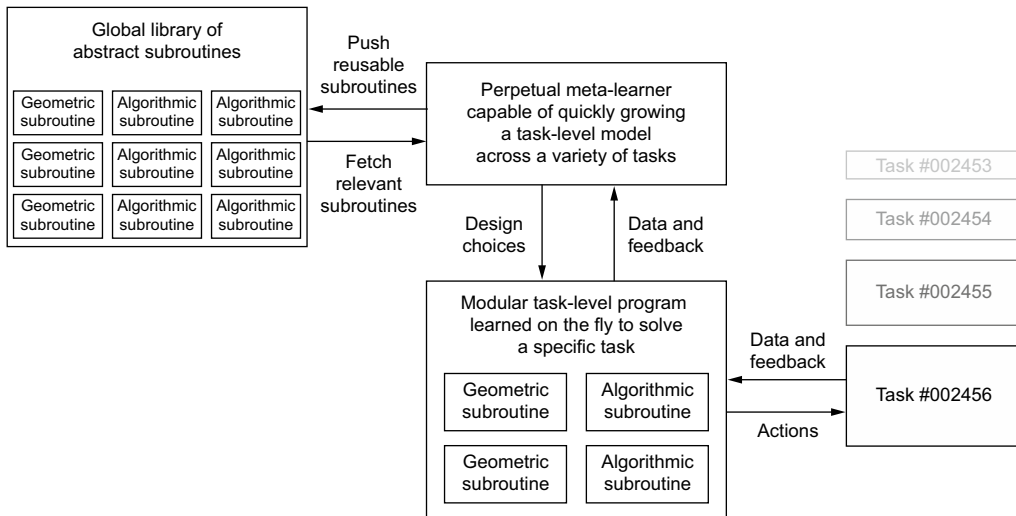 Global library of
abstract subroutines
Geometric
subroutine
Algorithmic
subroutine
Algorithmic
subroutine
Geometric
subroutine
Algorithmic
subroutine
Algorithmic
subroutine
Geometric
subroutine
Algorithmic
subroutine
Algorithmic
subroutine
Push
reusable
subroutines
Fetch
relevant
subroutines
Perpetual meta-learner
capable of quickly growing
a task-level model
across a variety of tasks
Design
choices
Data and
feedback
Modular task-level program
learned on the fly to solve
a specific task
Geometric
subroutine
Algorithmic
subroutine
Geometric
subroutine
Algorithmic
subroutine
Data and
feedback
Actions
Task #002453
Task #002454
Task #002455
Task #002456